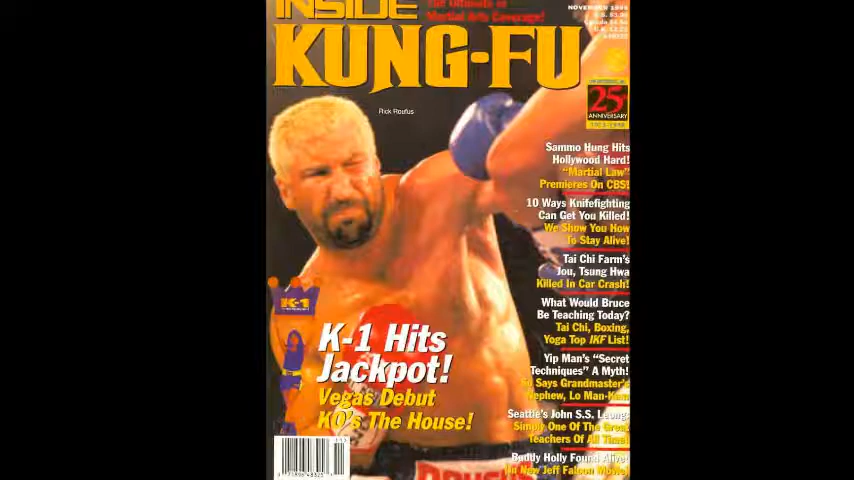 INSIDE
The Ultimate In
Martial Arts Coverage!
KUNG-FU
NOVEMBER
Rick Roufus
25th
ANNIVERSARY
1973-1998
Sammo Hung Hits
Hollywood Hard!
"Martial Law"
Premieres On CBS!
10 Ways Knifefighting
Can Get You Killed!
We Show You How
To Stay Alive!
Tai Chi Farm's
Jou, Tsung Hwa
Killed In Car Crash!
What Would Bruce
Be Teaching Today?
Tai Chi, Boxing,
Yoga Top IKF List!
Yip Man's "Secret
Techniques" A Myth!
So Says Grandmaster's
Nephew, Lo Man-Kam
Seattle's John S.S. Leong:
Simply One Of The Great
Teachers Of All Time!
Buddy Holly Found Alive!
In New Jeff Falcon Movie!
K-1
K-1 Hits
Jackpot!
Vegas Debut
KO's The House!